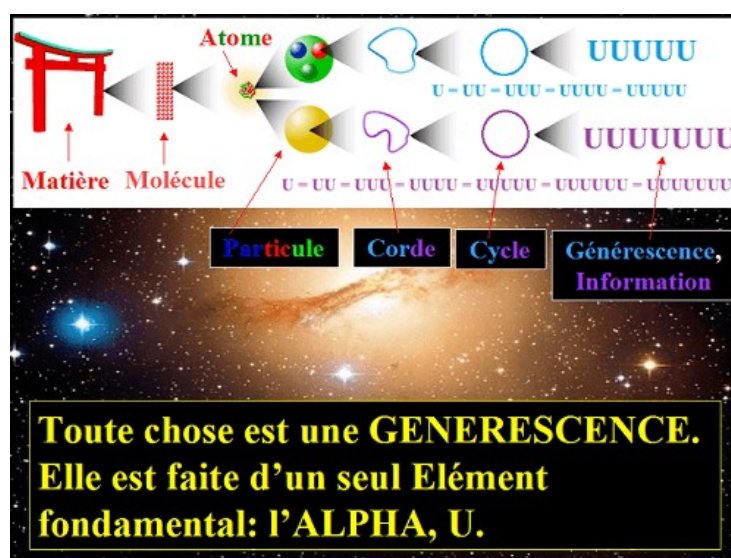 Atome
UUUUU
U = UU = UUU = UUUU = UUUUU
UUUUUUU
Matière Molécule
U = UU = UUU = UUUU = UUUUU = UUUUUU = UUUUUUU
Particule
Corde
Cycle
Générescence,
Information
Toute chose est une GENERESCENCE.
Elle est faite d'un seul Elément
fondamental: l'ALPHA, U.